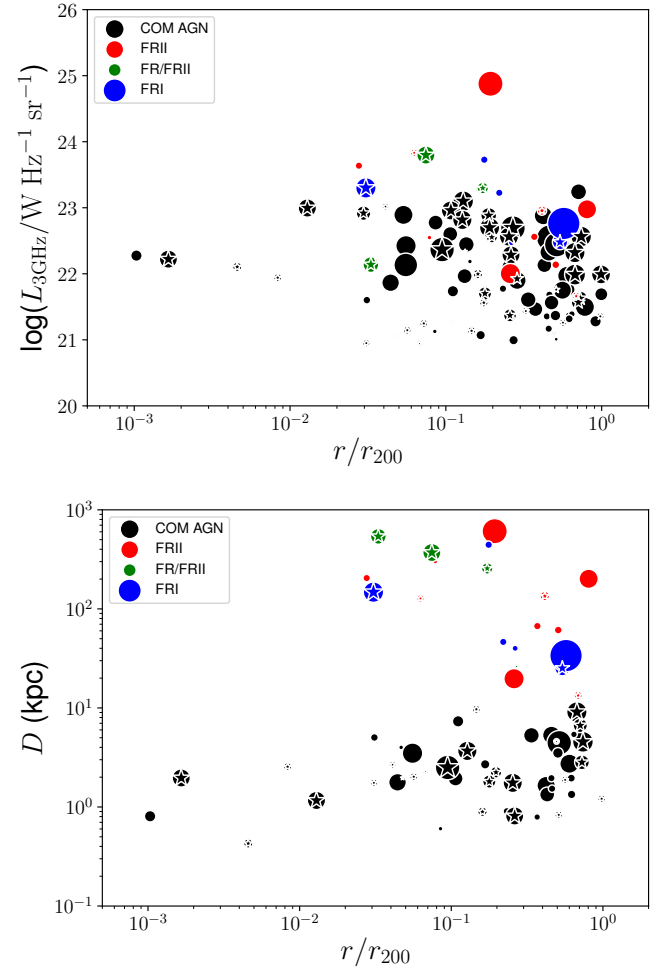 26
25
24
23
22
21
20
log(L3GHz/W Hz⁻¹ sr⁻¹)
COM AGN
FRII
FR/FRII
FRI
10⁻³ 10⁻² 10⁻¹ 10⁰
r/r200
10³
10²
10¹
10⁰
10⁻¹
D (kpc)
COM AGN
FRII
FR/FRII
FRI
10⁻³ 10⁻² 10⁻¹ 10⁰
r/r200